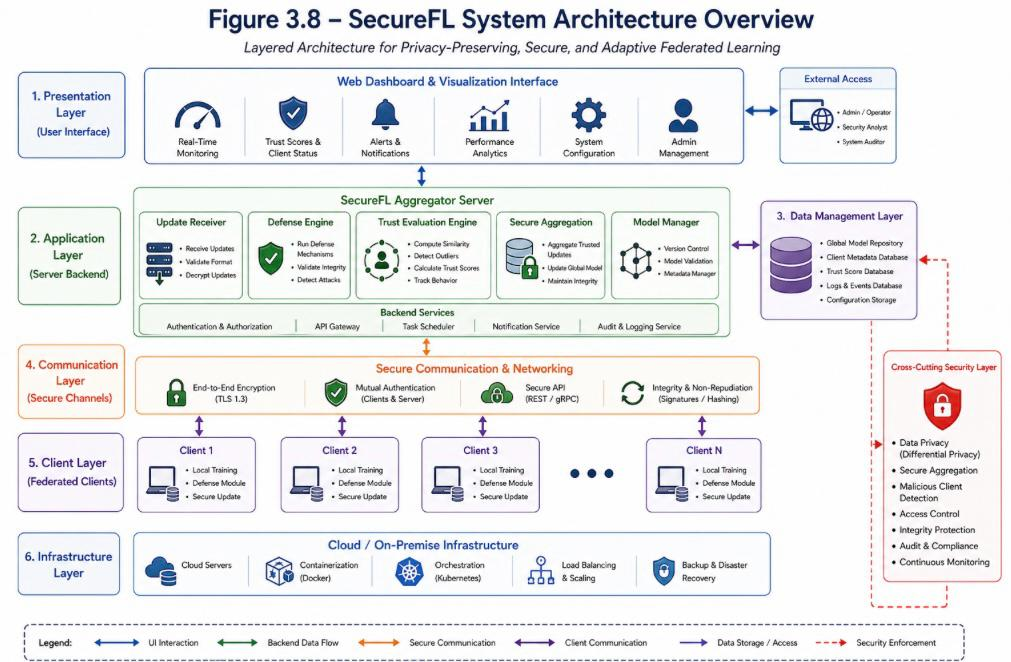 Figure 3.8 – SecureFL System Architecture Overview
Layered Architecture for Privacy-Preserving, Secure, and Adaptive Federated Learning
1. Presentation
Layer
(User Interface)
Web Dashboard & Visualization Interface
Real-Time
Monitoring
Trust Scores &
Client Status
Alerts &
Notifications
Performance
Analytics
System
Configuration
Admin
Management
External Access
• Admin / Operator
• Security Analyst
• System Auditor
2. Application
Layer
(Server Backend)
SecureFL Aggregator Server
Update Receiver
• Receive Updates
• Validate Format
• Decrypt Updates
Defense Engine
• Run Defense
Mechanisms
• Validate Integrity
• Detect Attacks
Trust Evaluation Engine
• Compute Similarity
• Detect Outliers
• Calculate Trust Scores
• Track Behavior
Secure Aggregation
• Aggregate Trusted
Updates
• Update Global Model
• Maintain Integrity
Model Manager
• Version Control
• Model Validation
• Metadata Manager
Backend Services
Authentication & Authorization
API Gateway
Task Scheduler
Notification Service
Audit & Logging Service
3. Data Management Layer
• Global Model Repository
• Client Metadata Database
• Trust Score Database
• Logs & Events Database
• Configuration Storage
4. Communication
Layer
(Secure Channels)
Secure Communication & Networking
End-to-End Encryption
(TLS 1.3)
Mutual Authentication
(Clients & Server)
Secure API
(REST / gRPC)
Integrity & Non-Repudiation
(Signatures / Hashing)
Cross-Cutting Security Layer
• Data Privacy
(Differential Privacy)
• Secure Aggregation
• Malicious Client
Detection
• Access Control
• Integrity Protection
• Audit & Compliance
• Continuous Monitoring
5. Client Layer
(Federated Clients)
Client 1
• Local Training
• Defense Module
• Secure Update
Client 2
• Local Training
• Defense Module
• Secure Update
Client 3
• Local Training
• Defense Module
• Secure Update
Client N
• Local Training
• Defense Module
• Secure Update
6. Infrastructure
Layer
Cloud / On-Premise Infrastructure
Cloud Servers
Containerization
(Docker)
Orchestration
(Kubernetes)
Load Balancing
& Scaling
Backup & Disaster
Recovery
Legend:
UI Interaction
Backend Data Flow
Secure Communication
Client Communication
Data Storage / Access
Security Enforcement